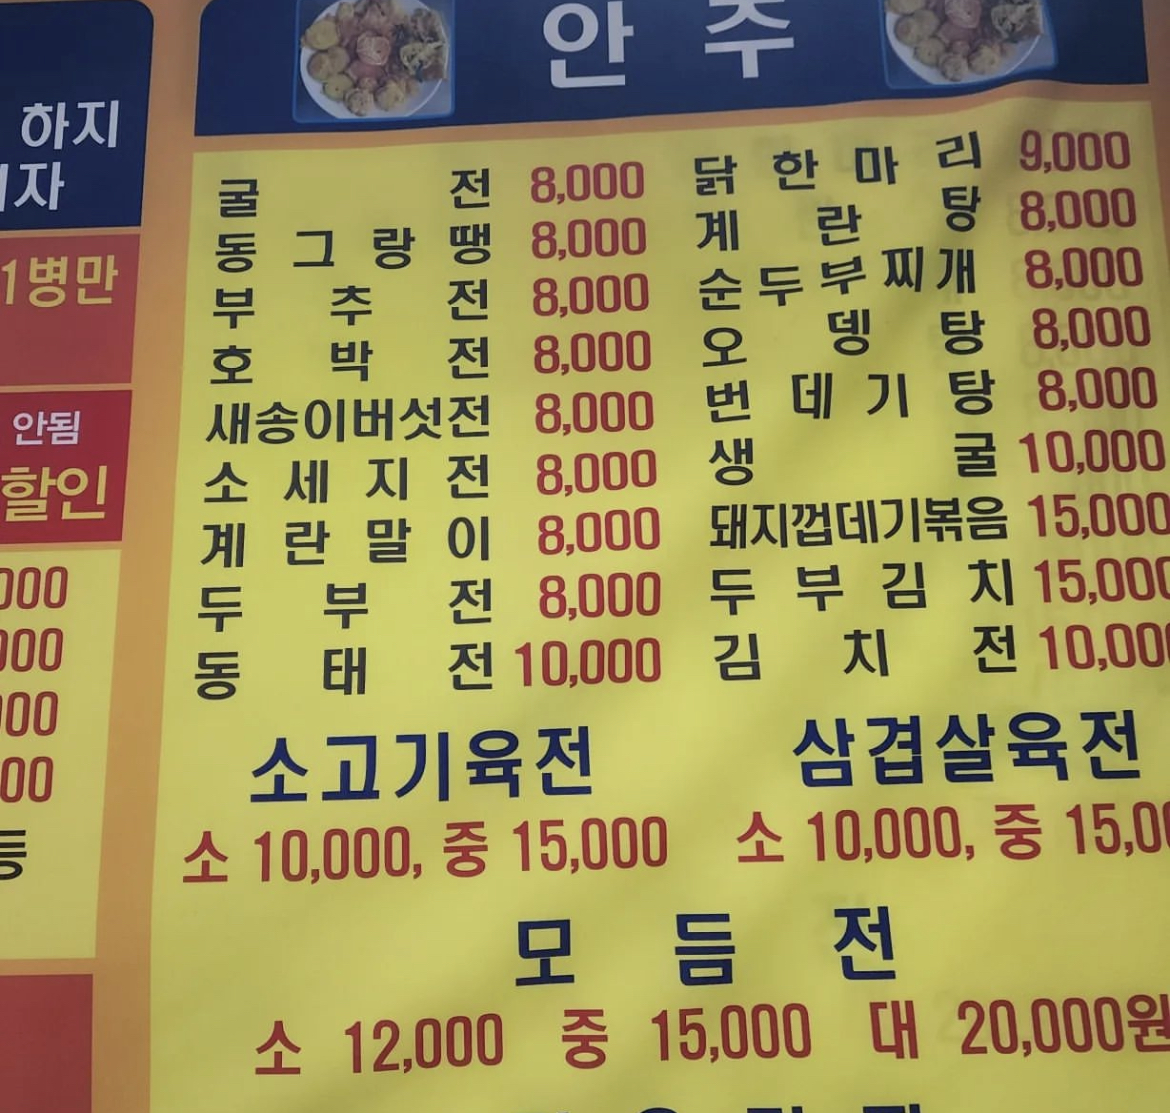 안 주
하지
자
1병만
안됨
할인
000
000
000
000
등
굴 전 8,000
동그랑땡 8,000
부 추 전 8,000
호 박 전 8,000
새송이버섯전 8,000
소세지전 8,000
계란말이 8,000
두 부 전 8,000
동 태 전 10,000
닭한마리 9,000
계 란 탕 8,000
순두부찌개 8,000
오 뎅 탕 8,000
번데기탕 8,000
생 굴 10,000
돼지껍데기볶음 15,000
두부김치 15,000
김 치 전 10,000
소고기육전
소 10,000, 중 15,000
삼겹살육전
소 10,000, 중 15,0
모 듬 전
소 12,000 중 15,000 대 20,000원